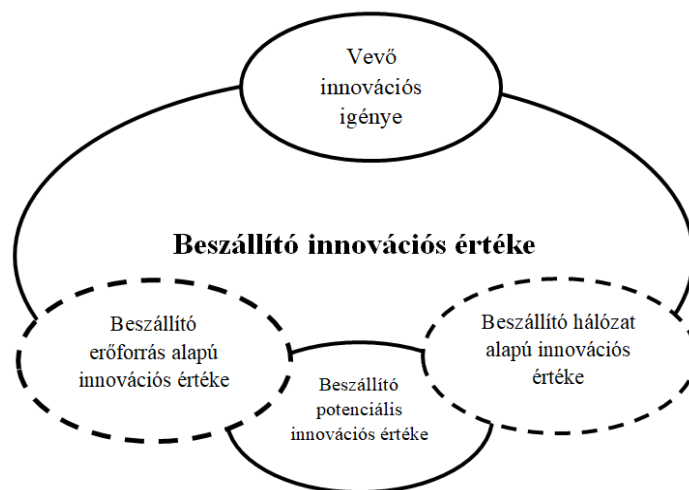 Vevő
innovációs
igénye
Beszállító innovációs értéke
Beszállító
erőforrás alapú
innovációs értéke
Beszállító hálózat
alapú innovációs
értéke
Beszállító
potenciális
innovációs értéke